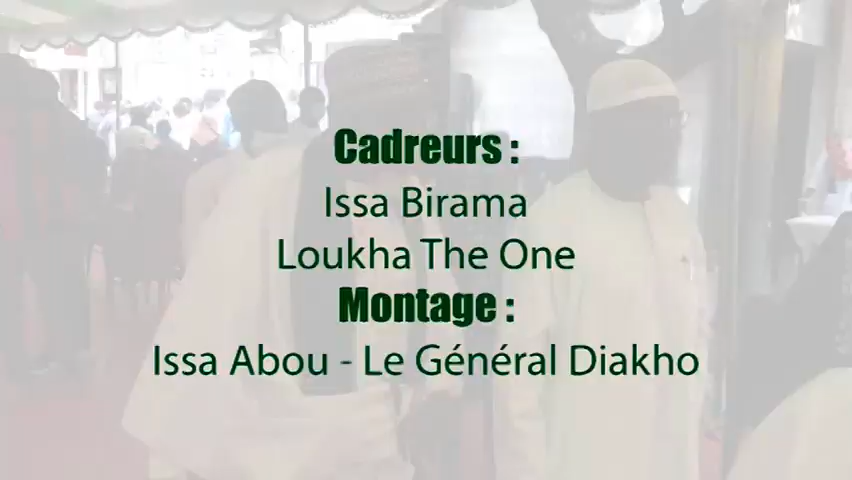 Cadreurs :
Issa Birama
Loukha The One
Montage :
Issa Abou - Le Général Diakho